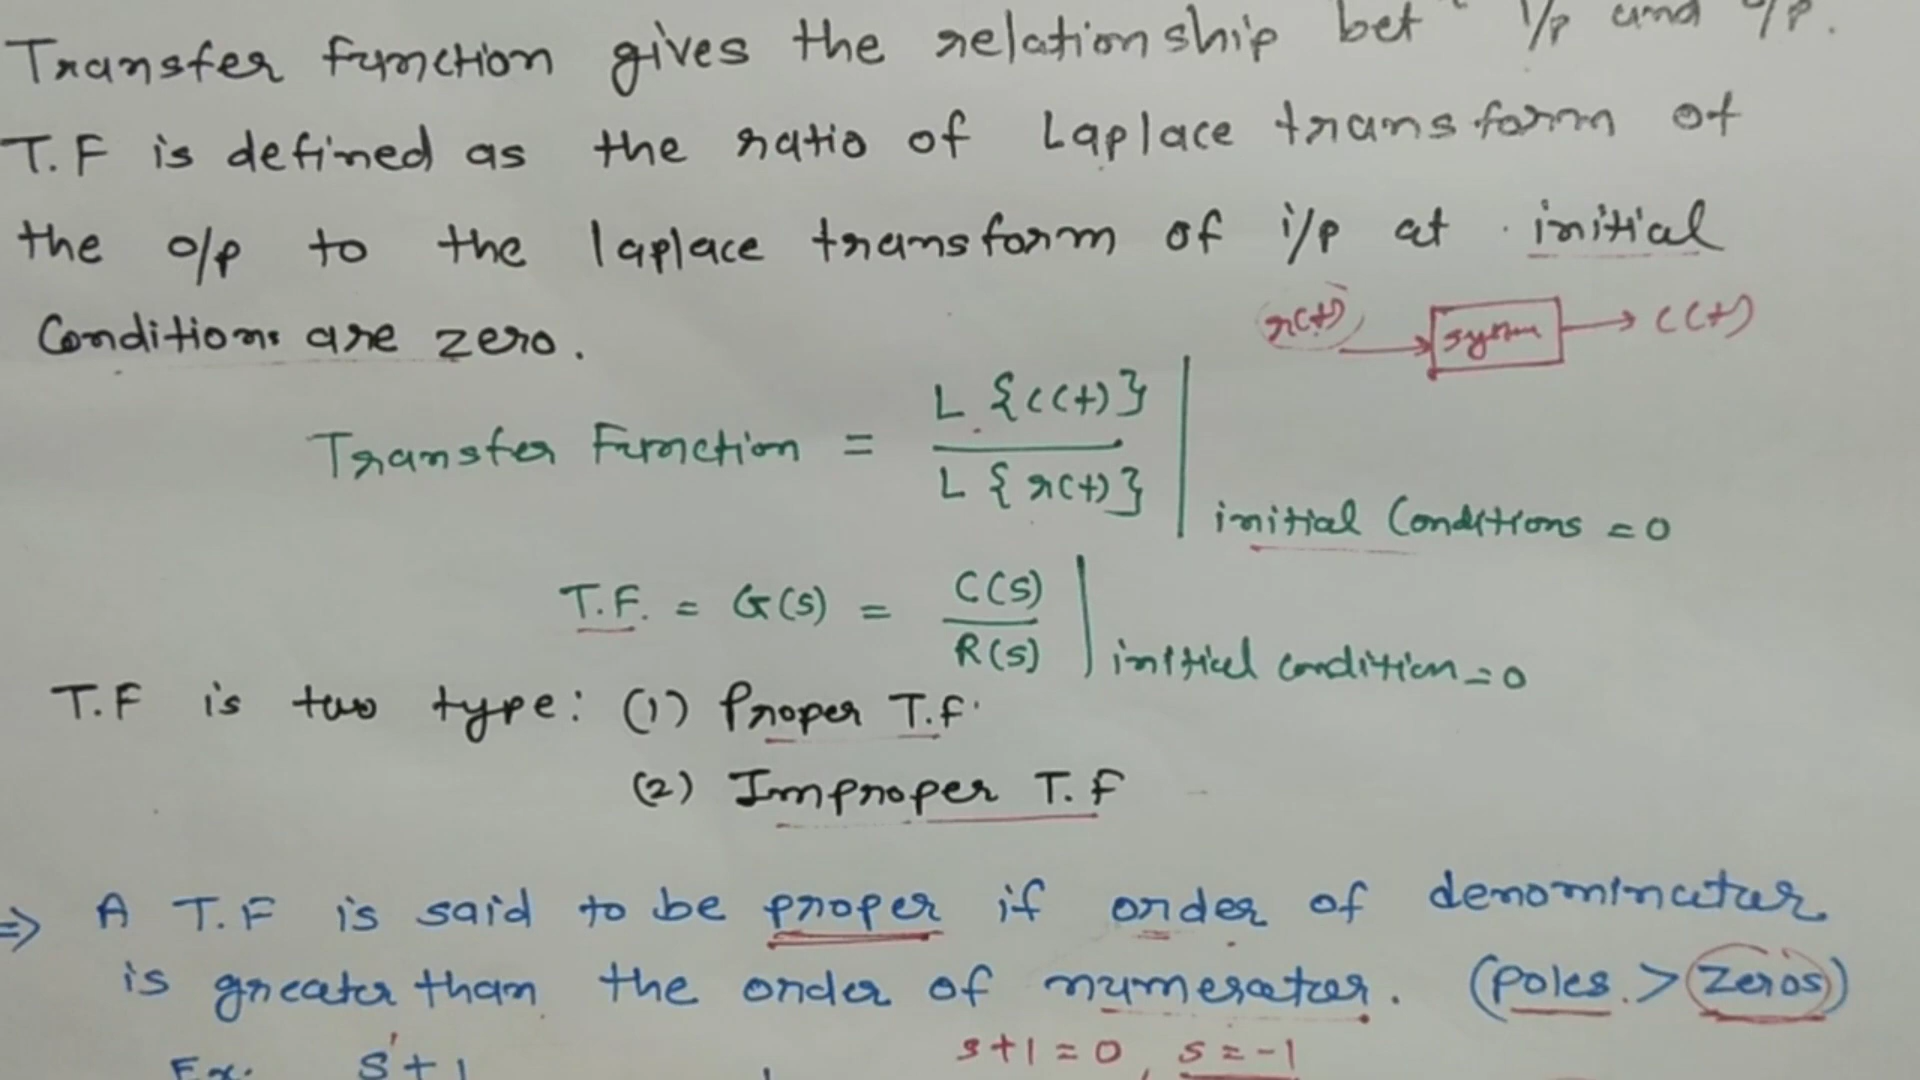 Transfer function gives the relationship betn i/p and o/p.
T.F is defined as the ratio of Laplace transform of
the o/p to the laplace transform of i/p at initial
Conditions are zero.
r(t) → system → c(t)
Transfer Function = L {c(t)} / L {r(t)} | initial Conditions = 0
T.F. = G(s) = C(s) / R(s) | initial condition = 0
T.F is two type: (1) Proper T.F.
(2) Improper T.F
⇒ A T.F is said to be proper if order of denominator
is greater than the order of numerator. (Poles > Zeros)
Ex. s'+1
s+1=0, s=-1